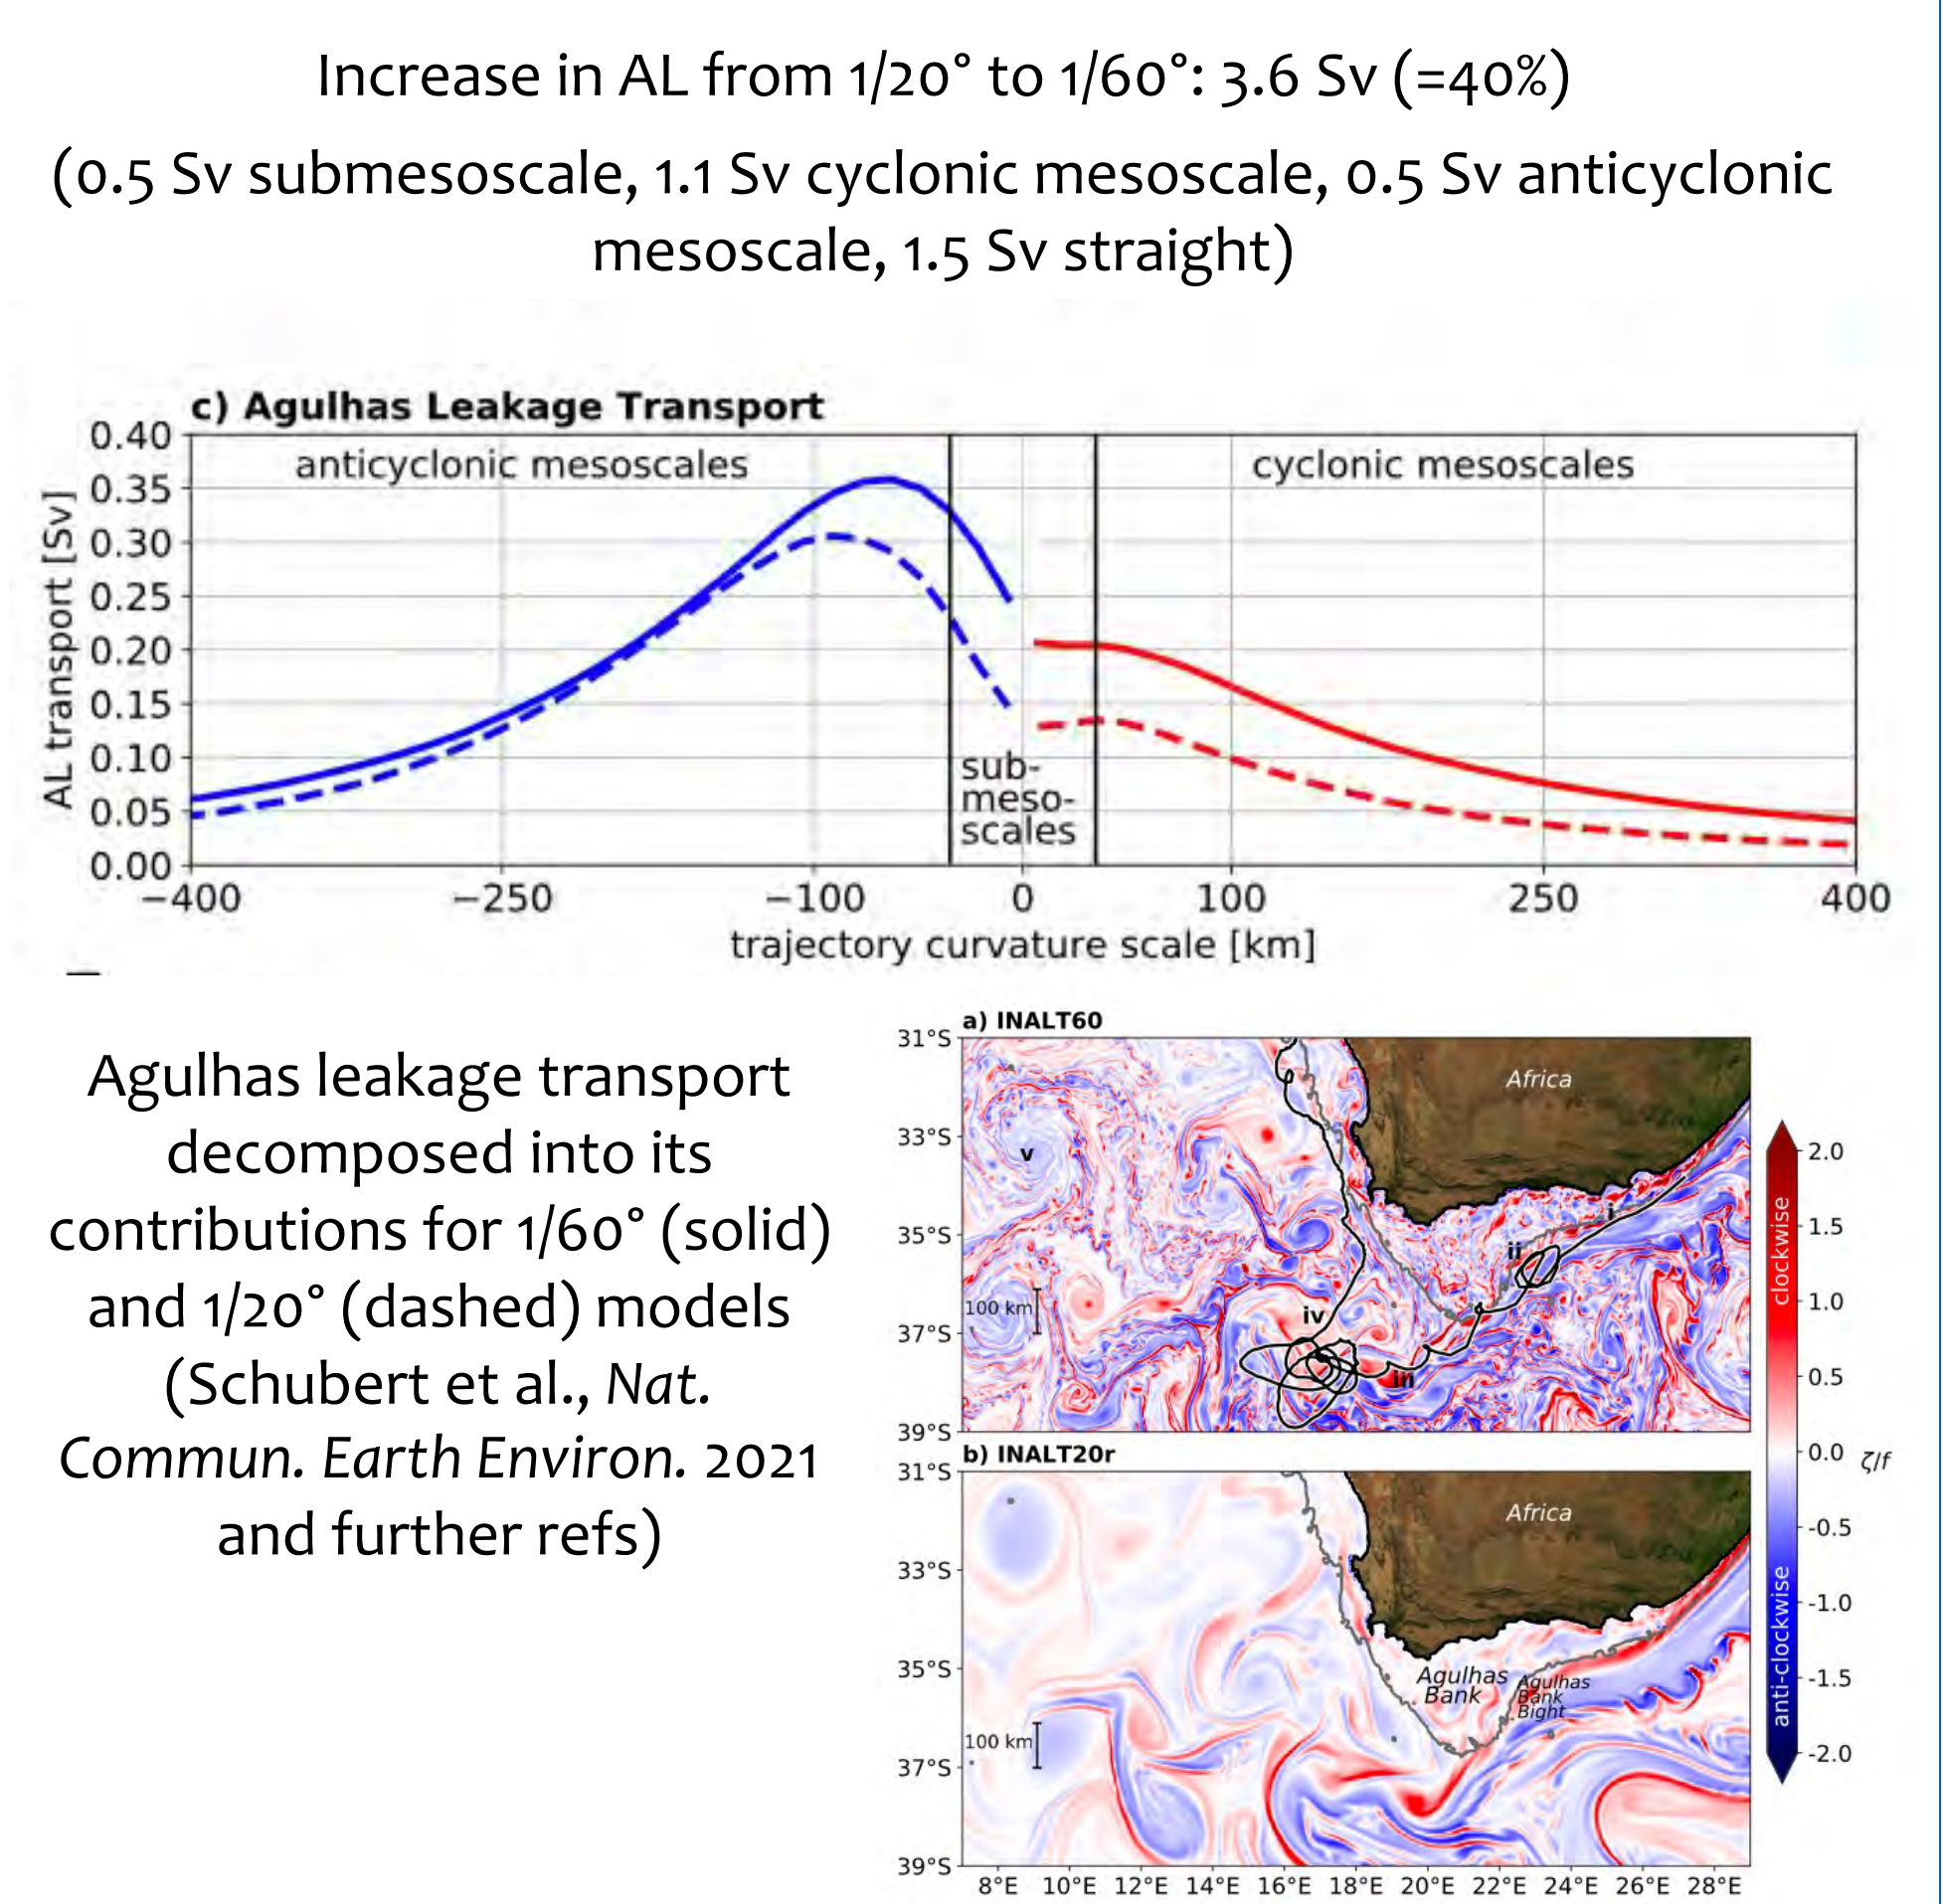 Increase in AL from 1/20° to 1/60°: 3.6 Sv (=40%)
(0.5 Sv submesoscale, 1.1 Sv cyclonic mesoscale, 0.5 Sv anticyclonic
mesoscale, 1.5 Sv straight)
c) Agulhas Leakage Transport
anticyclonic mesoscales
cyclonic mesoscales
sub-
meso-
scales
AL transport [Sv]
0.40
0.35
0.30
0.25
0.20
0.15
0.10
0.05
0.00
−400 −250 −100 0 100 250 400
trajectory curvature scale [km]
Agulhas leakage transport
decomposed into its
contributions for 1/60° (solid)
and 1/20° (dashed) models
(Schubert et al., Nat.
Commun. Earth Environ. 2021
and further refs)
a) INALT60
31°S
33°S
35°S
37°S
39°S
Africa
v
i
ii
iv
iii
100 km
b) INALT20r
31°S
33°S
35°S
37°S
39°S
Africa
Agulhas
Bank
Agulhas
Bank
Bight
100 km
8°E 10°E 12°E 14°E 16°E 18°E 20°E 22°E 24°E 26°E 28°E
clockwise
anti-clockwise
2.0
1.5
1.0
0.5
0.0
-0.5
-1.0
-1.5
-2.0
ζ/f